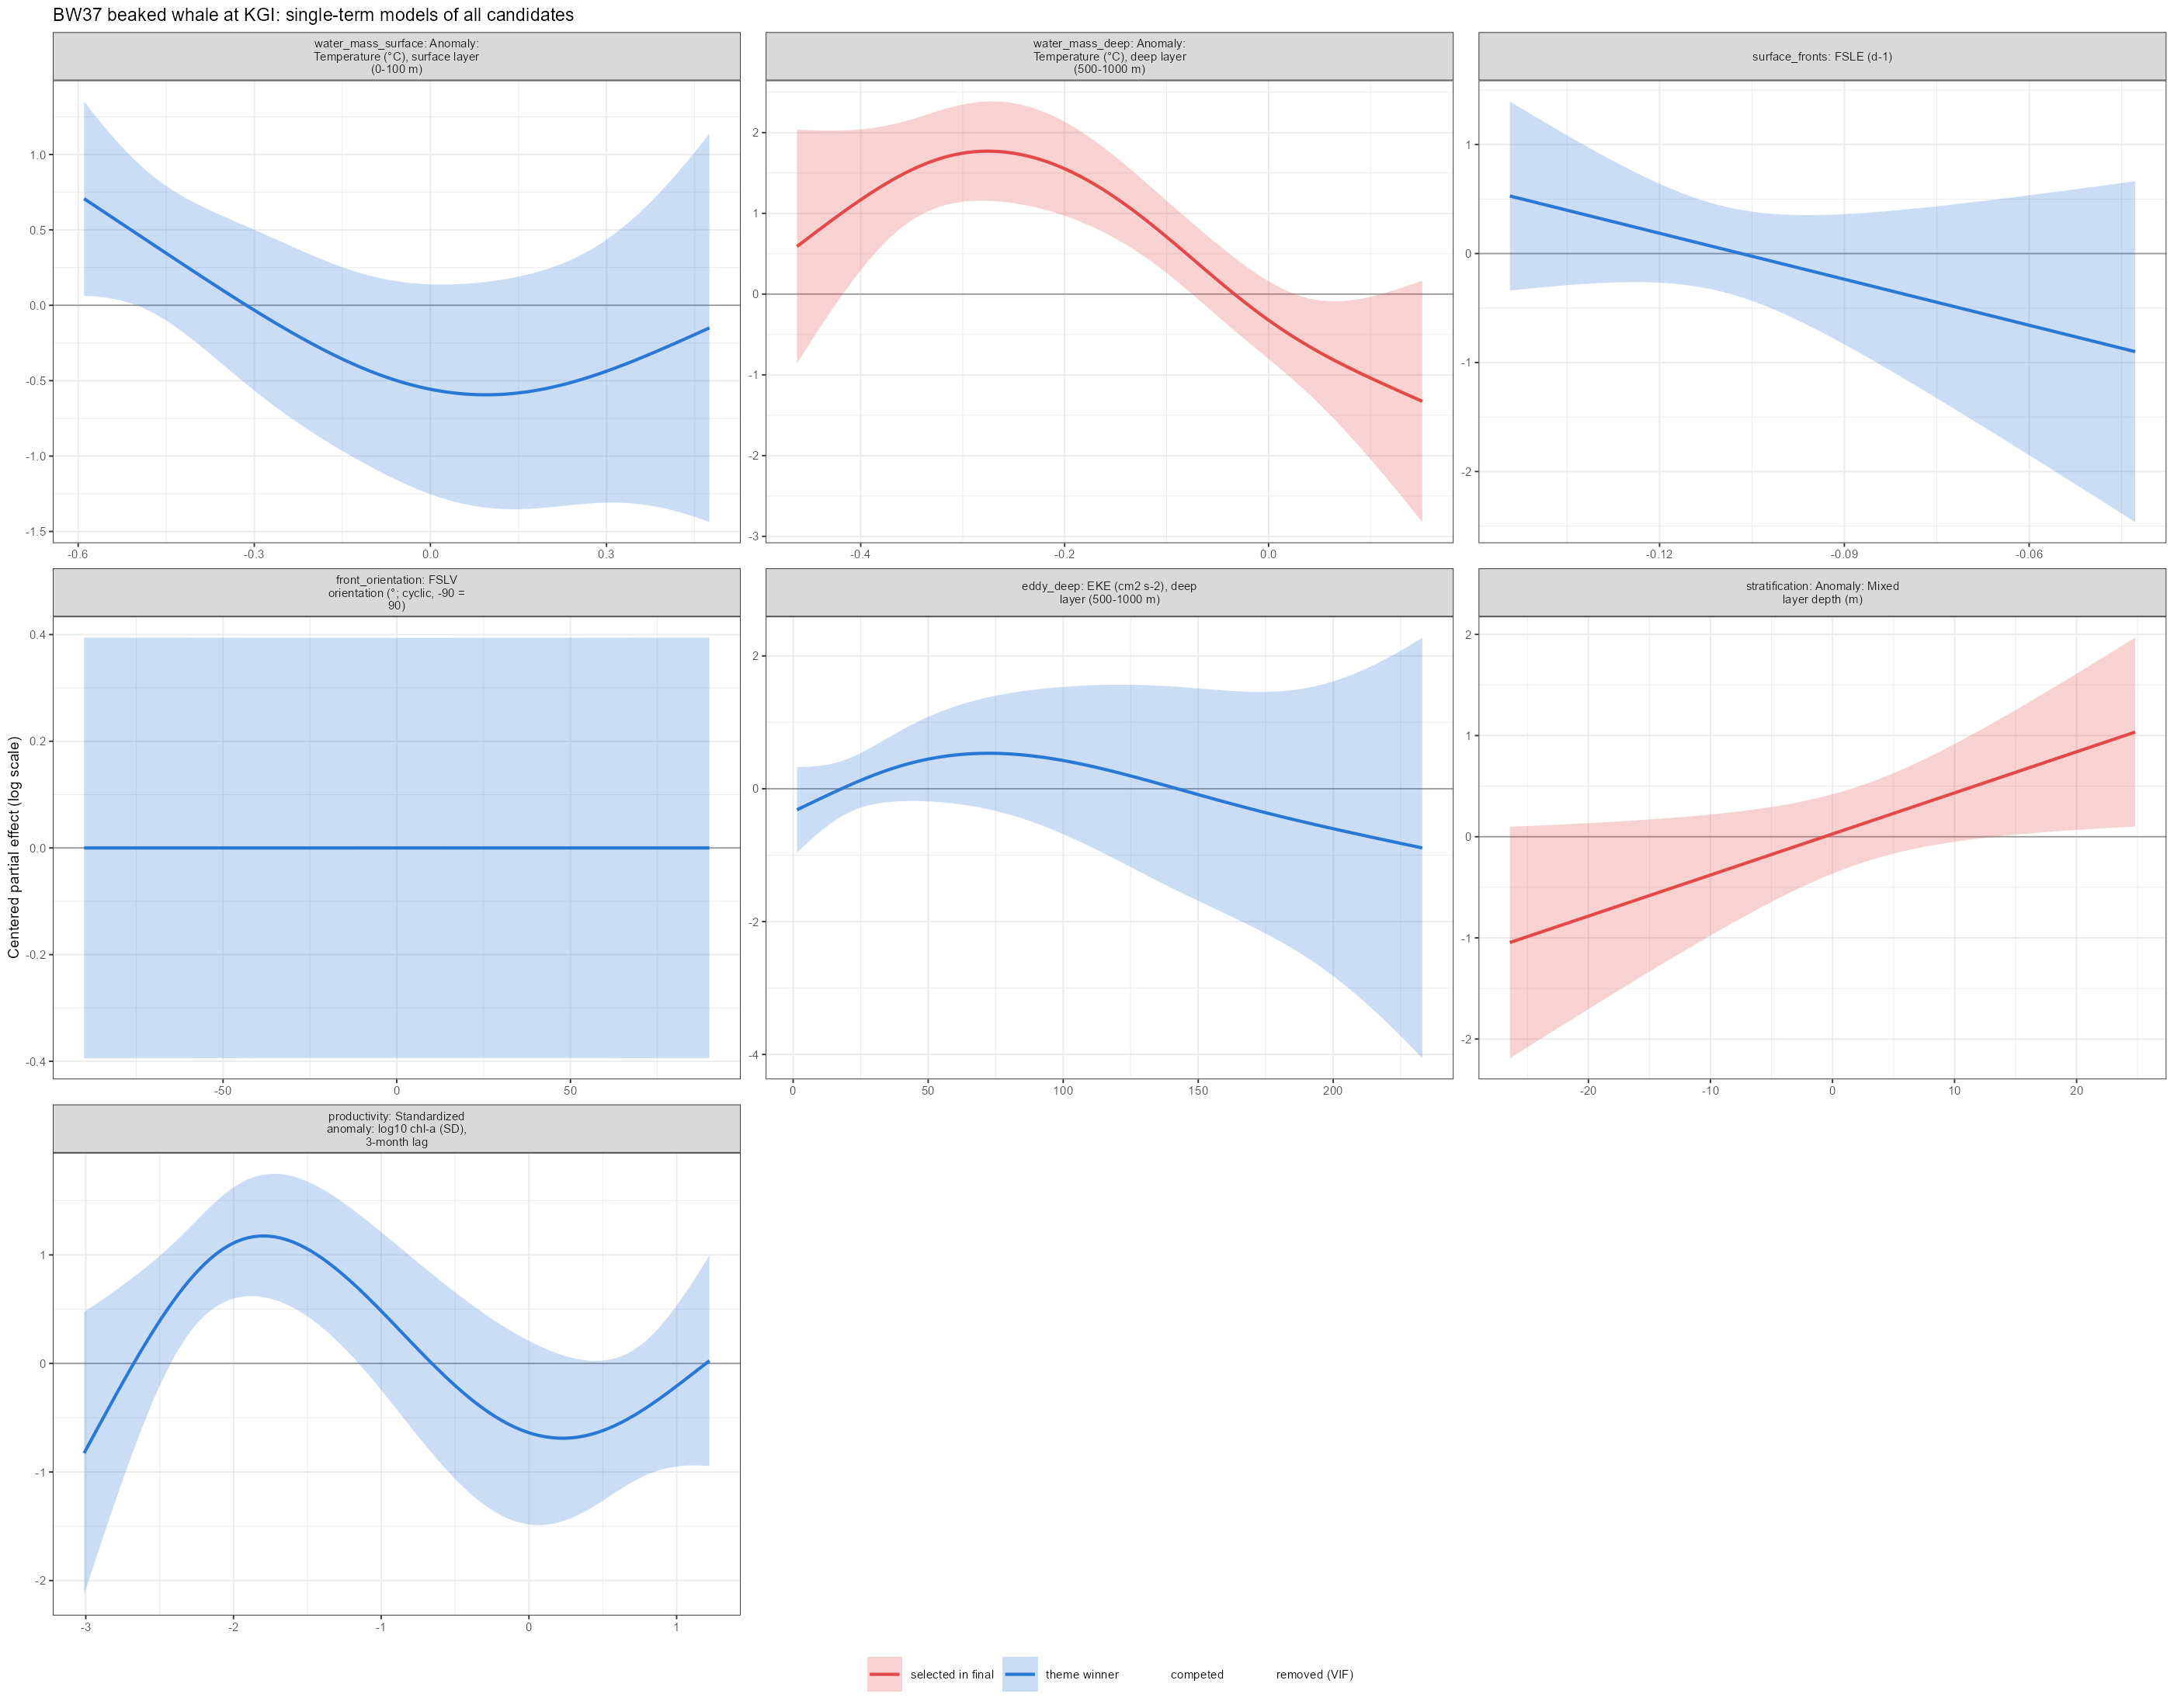 BW37 beaked whale at KGI: single-term models of all candidates
water_mass_surface: Anomaly:
Temperature (°C), surface layer
(0-100 m)
water_mass_deep: Anomaly:
Temperature (°C), deep layer
(500-1000 m)
surface_fronts: FSLE (d-1)
1.0
0.5
0.0
-0.5
-1.0
-1.5
-0.6
-0.3
0.0
0.3
2
1
0
-1
-2
-3
-0.4
-0.2
0.0
1
0
-1
-2
-0.12
-0.09
-0.06
front_orientation: FSLV
orientation (°; cyclic, -90 =
90)
eddy_deep: EKE (cm2 s-2), deep
layer (500-1000 m)
stratification: Anomaly: Mixed
layer depth (m)
Centered partial effect (log scale)
0.4
0.2
0.0
-0.2
-0.4
-50
0
50
2
0
-2
-4
0
50
100
150
200
2
1
0
-1
-2
-20
-10
0
10
20
productivity: Standardized
anomaly: log10 chl-a (SD),
3-month lag
1
0
-1
-2
-3
-2
-1
0
1
selected in final
theme winner
competed
removed (VIF)